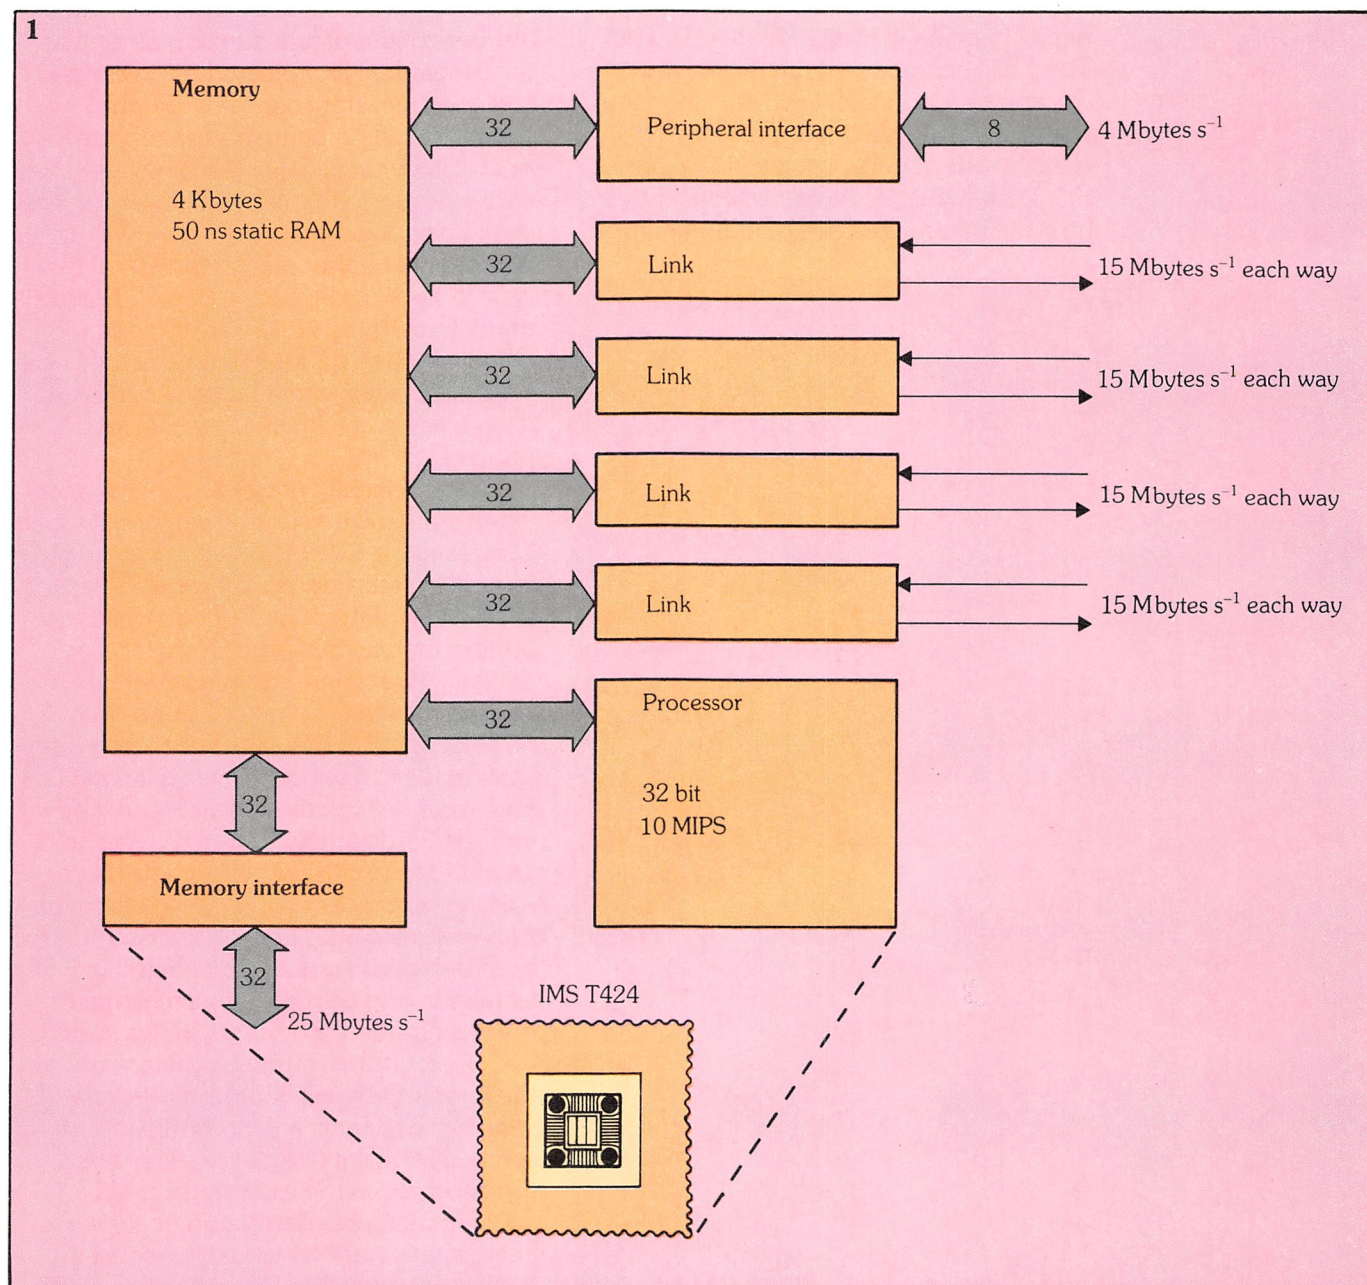 1
Memory
4 Kbytes
50 ns static RAM
32
Peripheral interface
8
4 Mbytes s⁻¹
32
Link
15 Mbytes s⁻¹ each way
32
Link
15 Mbytes s⁻¹ each way
32
Link
15 Mbytes s⁻¹ each way
32
Link
15 Mbytes s⁻¹ each way
32
Processor
32 bit
10 MIPS
32
Memory interface
32
25 Mbytes s⁻¹
IMS T424